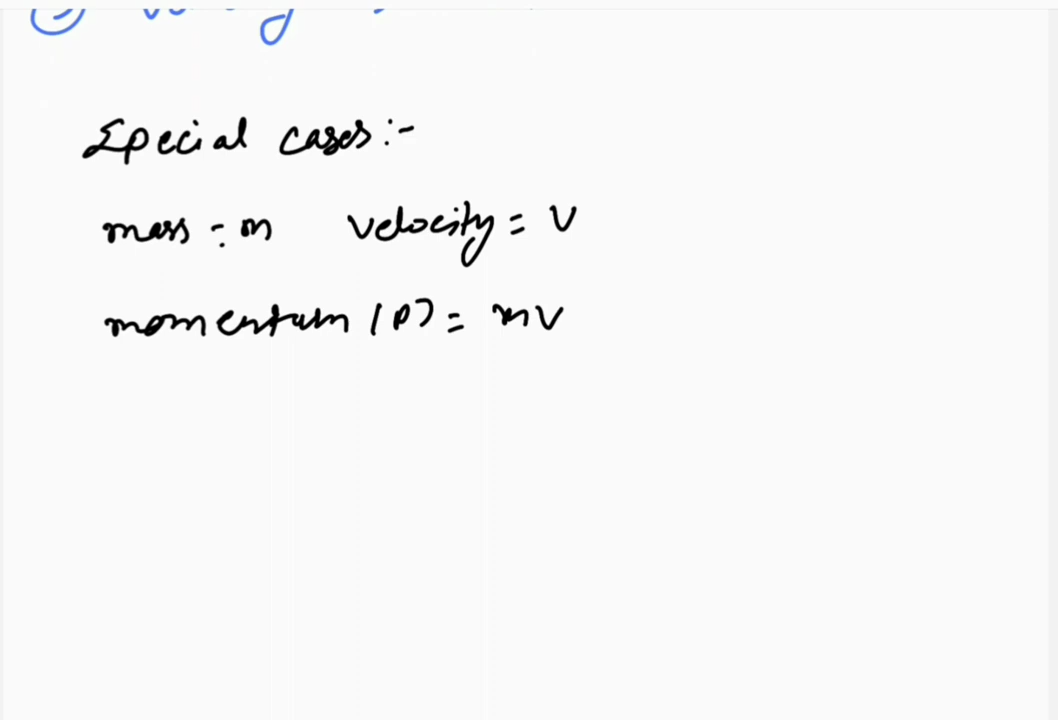 Special cases:-
mass = m velocity = v
momentum (P) = mv